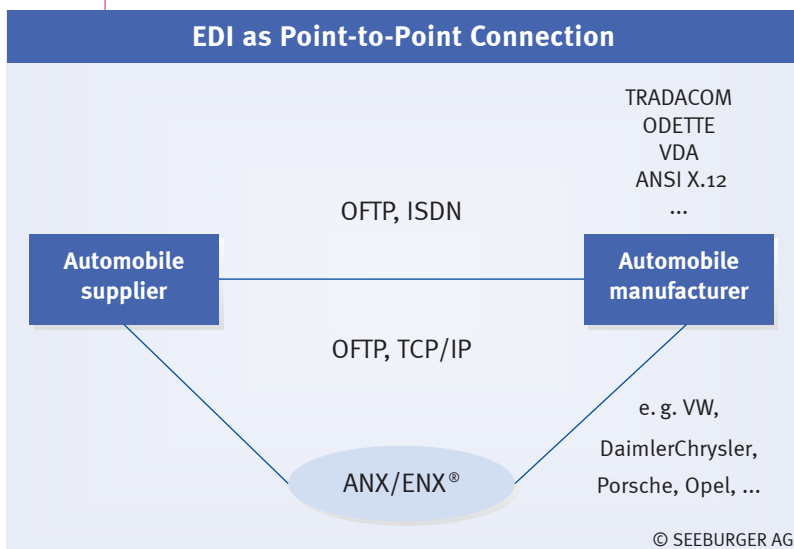 EDI as Point-to-Point Connection
TRADACOM
ODETTE
VDA
ANSI X.12
...
OFTP, ISDN
Automobile
supplier
Automobile
manufacturer
OFTP, TCP/IP
e. g. VW,
DaimlerChrysler,
Porsche, Opel, ...
ANX/ENX®
© SEEBURGER AG